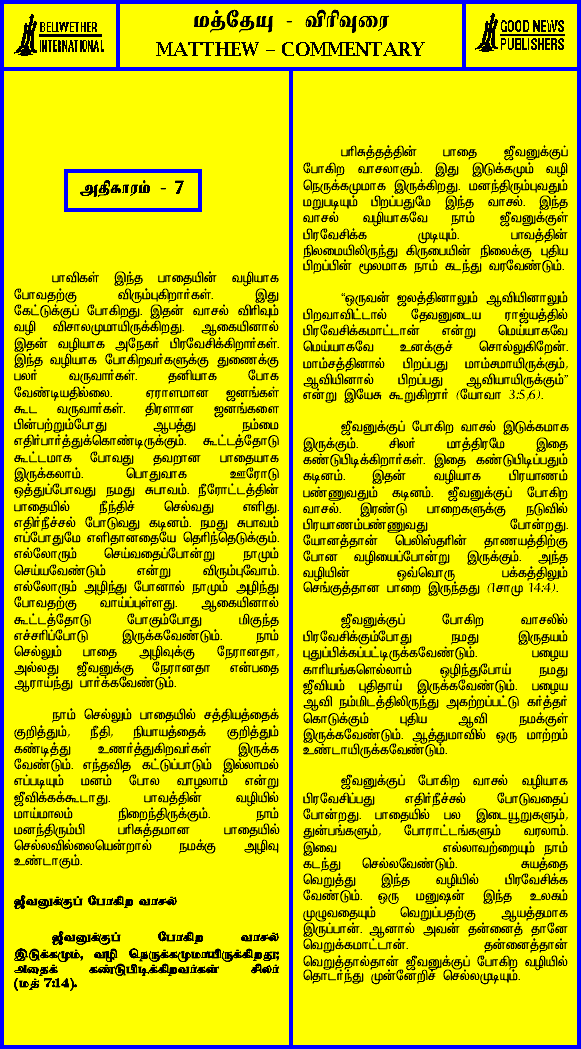 BELLWETHER
INTERNATIONAL
மத்தேயு - விரிவுரை
MATTHEW – COMMENTARY
GOOD NEWS
PUBLISHERS
அதிகாரம் - 7
பாவிகள் இந்த பாதையின் வழியாக
போவதற்கு விரும்புகிறார்கள். இது
கேட்டுக்குப் போகிறது. இதன் வாசல் விரிவும்
வழி விசாலமுமாயிருக்கிறது. ஆகையினால்
இதன் வழியாக அநேகர் பிரவேசிக்கிறார்கள்.
இந்த வழியாக போகிறவர்களுக்கு துணைக்கு
பலர் வருவார்கள். தனியாக போக
வேண்டியதில்லை. ஏராளமான ஜனங்கள்
கூட வருவார்கள். திரளான ஜனங்களை
பின்பற்றும்போது ஆபத்து நம்மை
எதிர்பார்த்துக்கொண்டிருக்கும். கூட்டத்தோடு
கூட்டமாக போவது தவறான பாதையாக
இருக்கலாம். பொதுவாக ஊரோடு
ஒத்துப்போவது நமது சுபாவம். நீரோட்டத்தின்
பாதையில் நீந்திச் செல்வது எளிது.
எதிர்நீச்சல் போடுவது கடினம். நமது சுபாவம்
எப்போதுமே எளிதானதையே தெரிந்தெடுக்கும்.
எல்லோரும் செய்வதைப்போன்று நாமும்
செய்யவேண்டும் என்று விரும்புவோம்.
எல்லோரும் அழிந்து போனால் நாமும் அழிந்து
போவதற்கு வாய்ப்புள்ளது. ஆகையினால்
கூட்டத்தோடு போகும்போது மிகுந்த
எச்சரிப்போடு இருக்கவேண்டும். நாம்
செல்லும் பாதை அழிவுக்கு நேரானதா,
அல்லது ஜீவனுக்கு நேரானதா என்பதை
ஆராய்ந்து பார்க்கவேண்டும்.
நாம் செல்லும் பாதையில் சத்தியத்தைக்
குறித்தும், நீதி, நியாயத்தைக் குறித்தும்
கண்டித்து உணர்த்துகிறவர்கள் இருக்க
வேண்டும். எந்தவித கட்டுப்பாடும் இல்லாமல்
எப்படியும் மனம் போல வாழலாம் என்று
ஜீவிக்கக்கூடாது. பாவத்தின் வழியில்
மாய்மாலம் நிறைந்திருக்கும். நாம்
மனந்திரும்பி பரிசுத்தமான பாதையில்
செல்லவில்லையென்றால் நமக்கு அழிவு
உண்டாகும்.
ஜீவனுக்குப் போகிற வாசல்
ஜீவனுக்குப் போகிற வாசல்
இடுக்கமும், வழி நெருக்கமுமாயிருக்கிறது;
அதைக் கண்டுபிடிக்கிறவர்கள் சிலர்
(மத் 7:14).
பரிசுத்தத்தின் பாதை ஜீவனுக்குப்
போகிற வாசலாகும். இது இடுக்கமும் வழி
நெருக்கமுமாக இருக்கிறது. மனந்திரும்புவதும்
மறுபடியும் பிறப்பதுமே இந்த வாசல். இந்த
வாசல் வழியாகவே நாம் ஜீவனுக்குள்
பிரவேசிக்க முடியும். பாவத்தின்
நிலமையிலிருந்து கிருபையின் நிலைக்கு புதிய
பிறப்பின் மூலமாக நாம் கடந்து வரவேண்டும்.
“ஒருவன் ஜலத்தினாலும் ஆவியினாலும்
பிறவாவிட்டால் தேவனுடைய ராஜ்யத்தில்
பிரவேசிக்கமாட்டான் என்று மெய்யாகவே
மெய்யாகவே உனக்குச் சொல்லுகிறேன்.
மாம்சத்தினால் பிறப்பது மாம்சமாயிருக்கும்,
ஆவியினால் பிறப்பது ஆவியாயிருக்கும்”
என்று இயேசு கூறுகிறார் (யோவா 3:5,6).
ஜீவனுக்குப் போகிற வாசல் இடுக்கமாக
இருக்கும். சிலர் மாத்திரமே இதை
கண்டுபிடிக்கிறார்கள். இதை கண்டுபிடிப்பதும்
கடினம். இதன் வழியாக பிரயாணம்
பண்ணுவதும் கடினம். ஜீவனுக்குப் போகிற
வாசல். இரண்டு பாறைகளுக்கு நடுவில்
பிரயாணம்பண்ணுவது போன்றது.
யோனத்தான் பெலிஸ்தரின் தாணயத்திற்கு
போன வழியைப்போன்று இருக்கும். அந்த
வழியின் ஒவ்வொரு பக்கத்திலும்
செங்குத்தான பாறை இருந்தது (1சாமு 14:4).
ஜீவனுக்குப் போகிற வாசலில்
பிரவேசிக்கும்போது நமது இருதயம்
புதுப்பிக்கப்பட்டிருக்கவேண்டும். பழைய
காரியங்களெல்லாம் ஒழிந்துபோய் நமது
ஜீவியம் புதிதாய் இருக்கவேண்டும். பழைய
ஆவி நம்மிடத்திலிருந்து அகற்றப்பட்டு கர்த்தர்
கொடுக்கும் புதிய ஆவி நமக்குள்
இருக்கவேண்டும். ஆத்துமாவில் ஒரு மாற்றம்
உண்டாயிருக்கவேண்டும்.
ஜீவனுக்குப் போகிற வாசல் வழியாக
பிரவேசிப்பது எதிர்நீச்சல் போடுவதைப்
போன்றது. பாதையில் பல இடையூறுகளும்,
துன்பங்களும், போராட்டங்களும் வரலாம்.
இவை எல்லாவற்றையும் நாம்
கடந்து செல்லவேண்டும். சுயத்தை
வெறுத்து இந்த வழியில் பிரவேசிக்க
வேண்டும். ஒரு மனுஷன் இந்த உலகம்
முழுவதையும் வெறுப்பதற்கு ஆயத்தமாக
இருப்பான். ஆனால் அவன் தன்னைத் தானே
வெறுக்கமாட்டான். தன்னைத்தான்
வெறுத்தால்தான் ஜீவனுக்குப் போகிற வழியில்
தொடர்ந்து முன்னேறிச் செல்லமுடியும்.